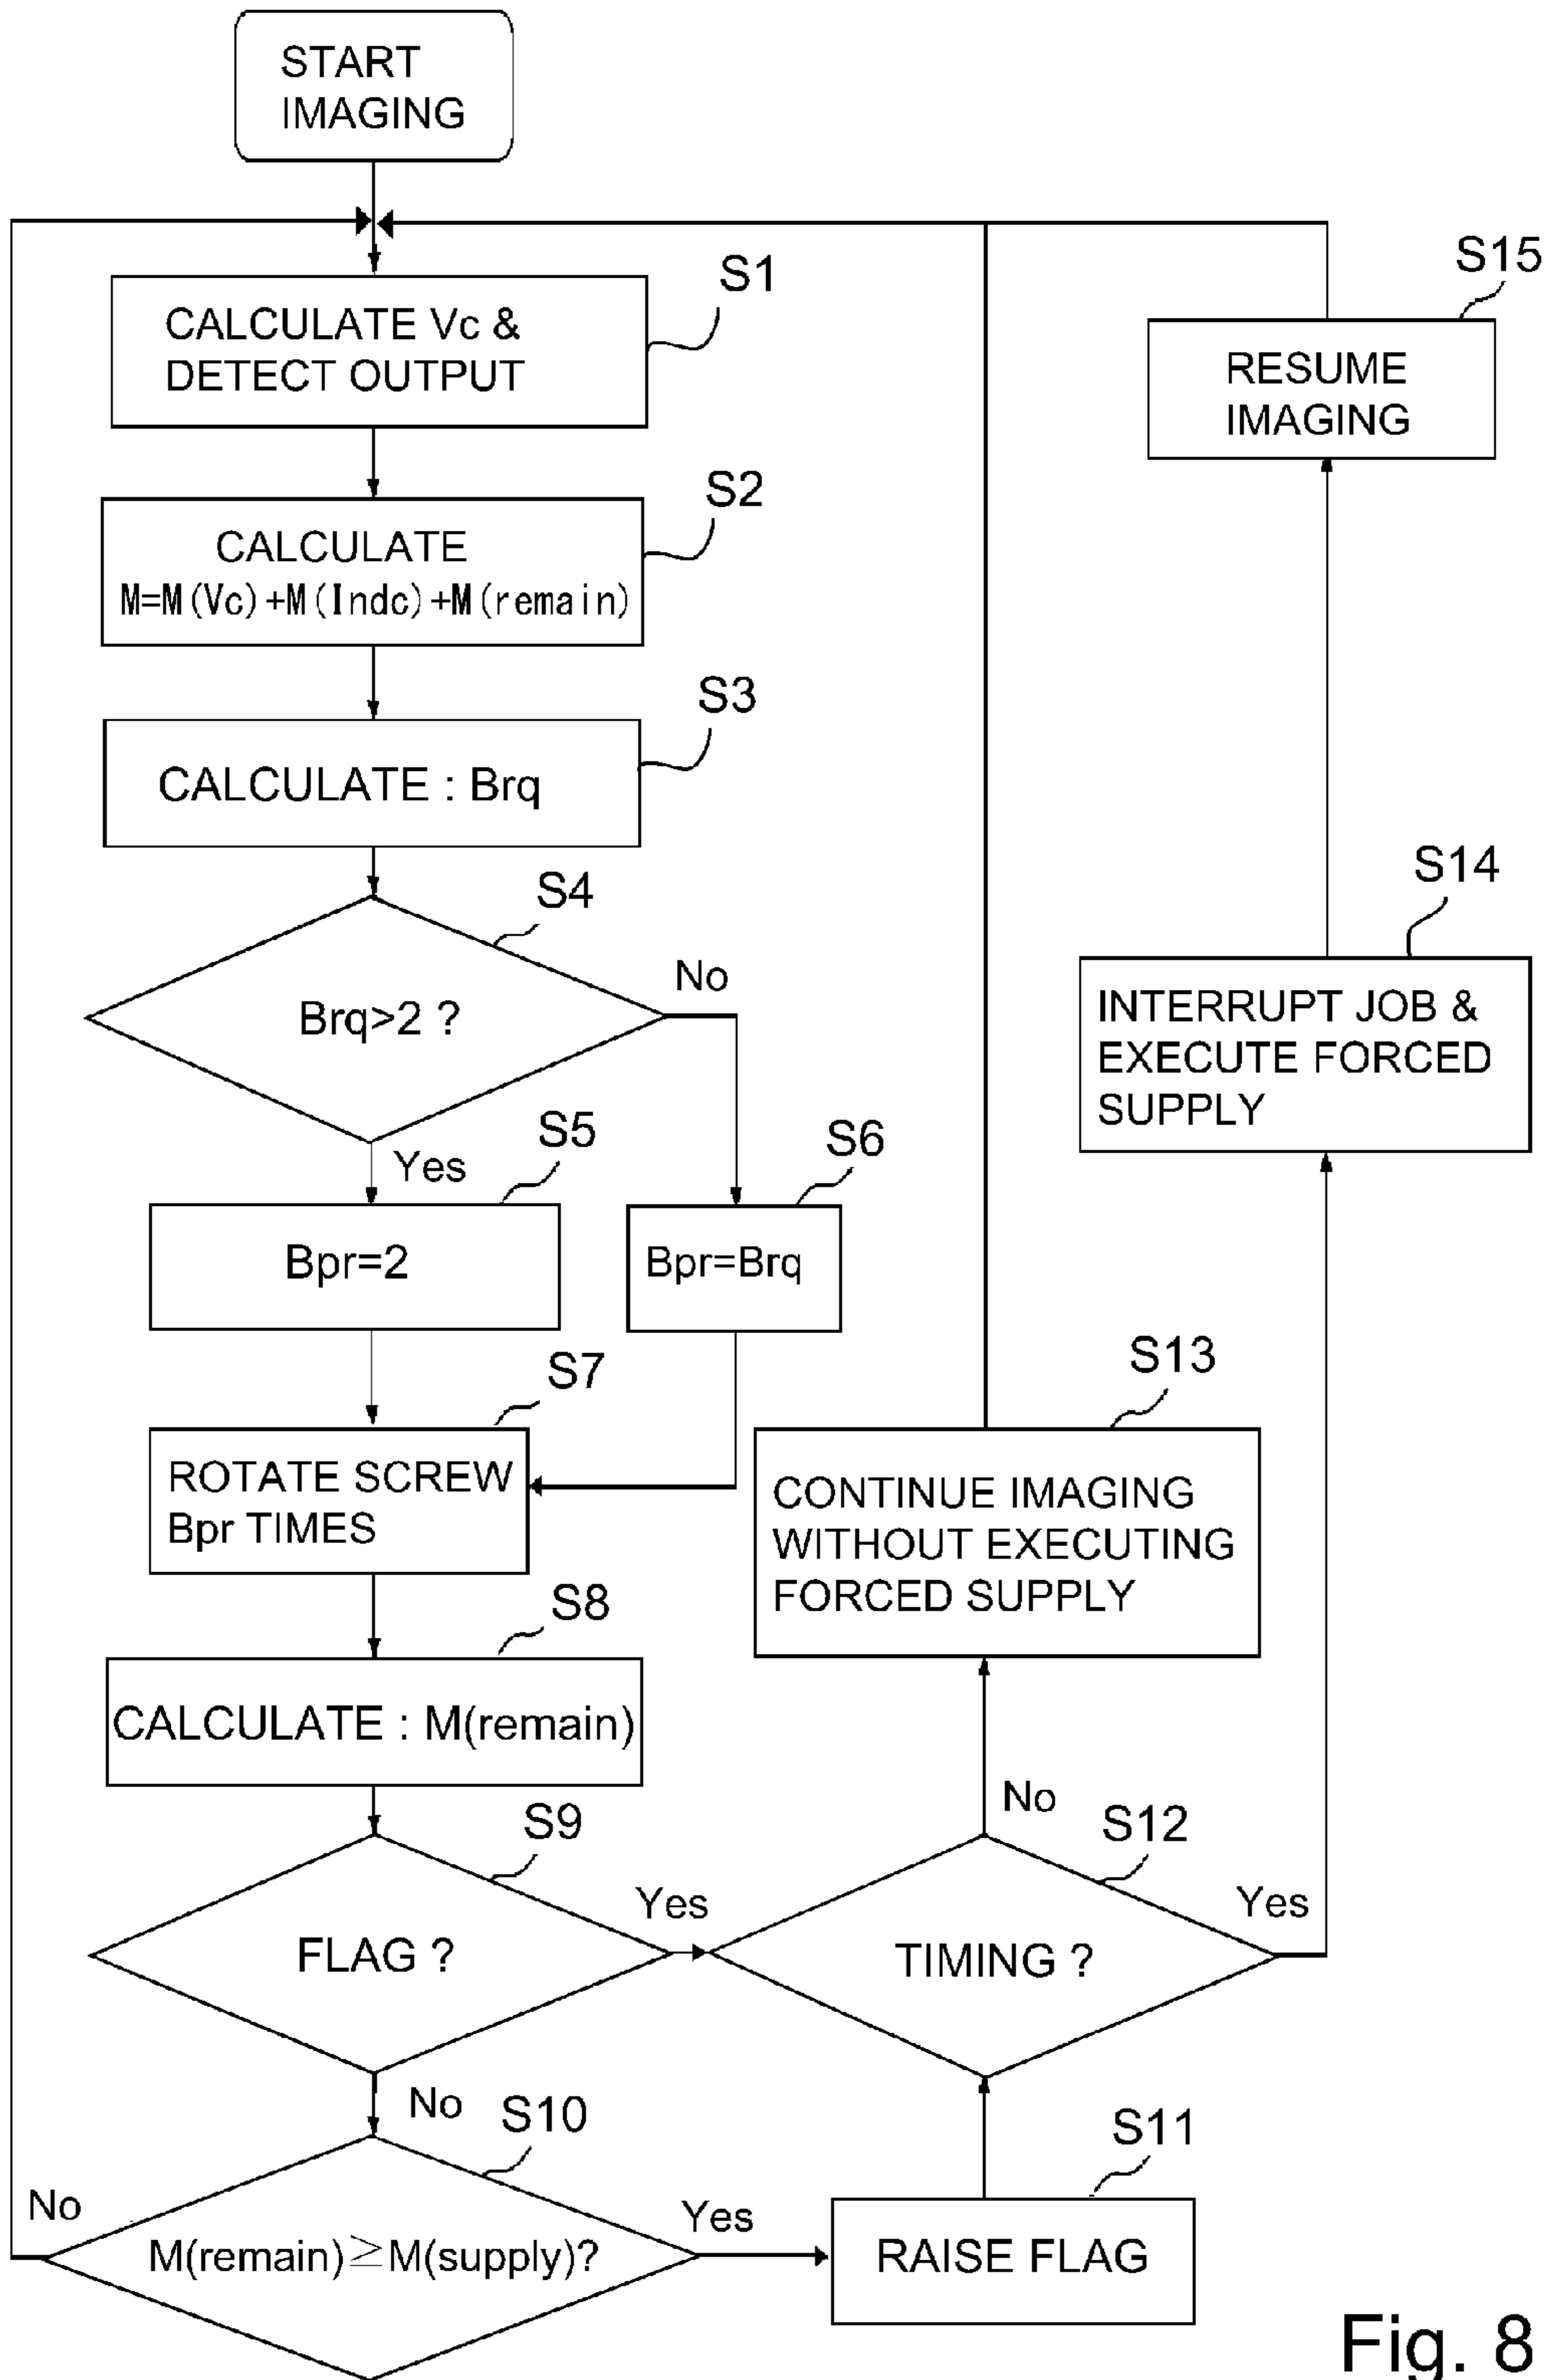 START
IMAGING
S1
CALCULATE Vc &
DETECT OUTPUT
S2
CALCULATE
M=M(Vc)+M(Indc)+M(remain)
S3
CALCULATE : Brq
S4
Brq>2 ?
No
Yes
S5
Bpr=2
S6
Bpr=Brq
S7
ROTATE SCREW
Bpr TIMES
S8
CALCULATE : M(remain)
S9
FLAG ?
Yes
No
S10
M(remain)≧M(supply)?
No
Yes
S11
RAISE FLAG
S12
TIMING ?
No
Yes
S13
CONTINUE IMAGING
WITHOUT EXECUTING
FORCED SUPPLY
S14
INTERRUPT JOB &
EXECUTE FORCED
SUPPLY
S15
RESUME
IMAGING
Fig. 8